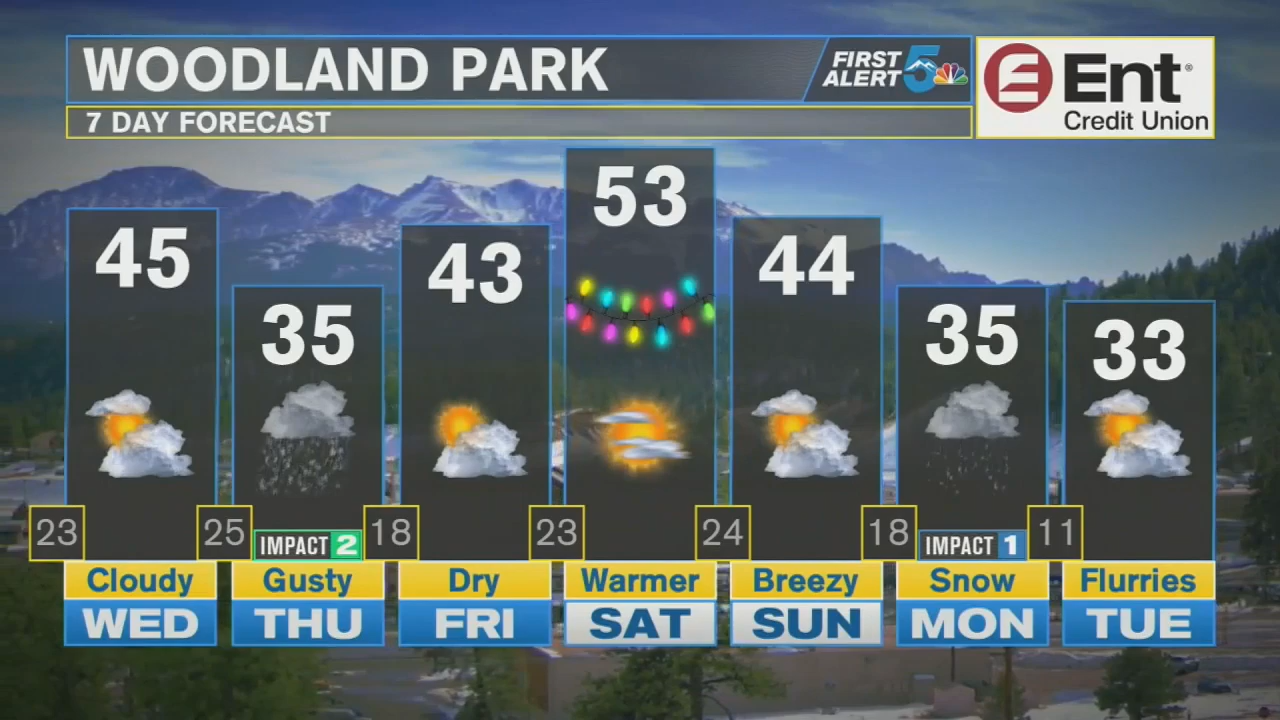 WOODLAND PARK
FIRST ALERT 5
Ent®
Credit Union
7 DAY FORECAST
45 35 43 53 44 35 33
23 25 18 23 24 18 11
IMPACT 2 IMPACT 1
Cloudy Gusty Dry Warmer Breezy Snow Flurries
WED THU FRI SAT SUN MON TUE